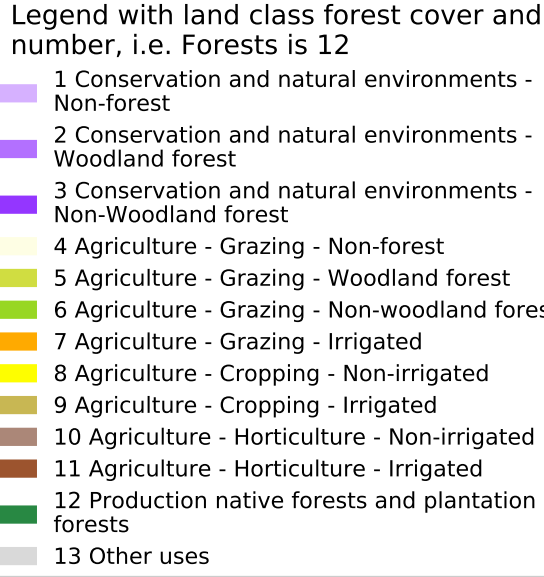 Legend with land class forest cover and
number, i.e. Forests is 12
1 Conservation and natural environments -
Non-forest
2 Conservation and natural environments -
Woodland forest
3 Conservation and natural environments -
Non-Woodland forest
4 Agriculture - Grazing - Non-forest
5 Agriculture - Grazing - Woodland forest
6 Agriculture - Grazing - Non-woodland fores
7 Agriculture - Grazing - Irrigated
8 Agriculture - Cropping - Non-irrigated
9 Agriculture - Cropping - Irrigated
10 Agriculture - Horticulture - Non-irrigated
11 Agriculture - Horticulture - Irrigated
12 Production native forests and plantation
forests
13 Other uses